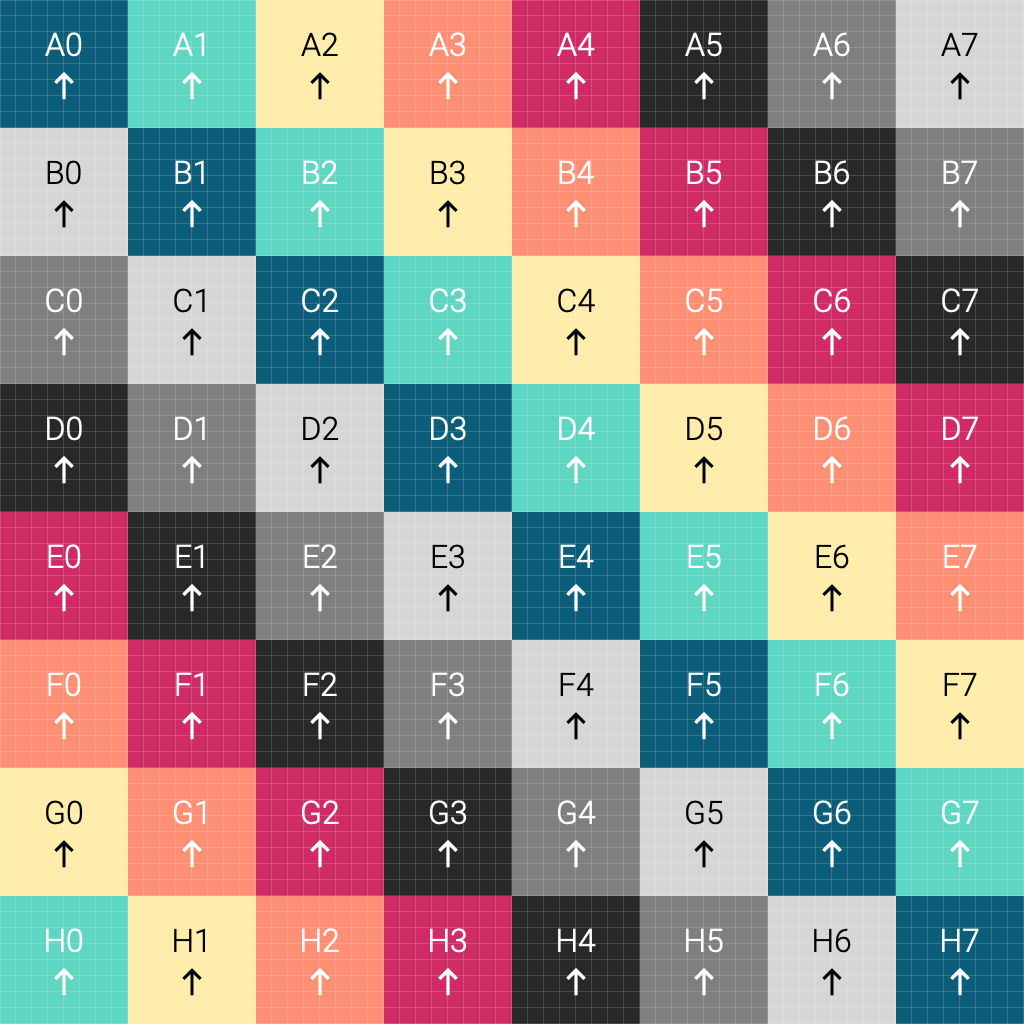 A0 A1 A2 A3 A4 A5 A6 A7
↑ ↑ ↑ ↑ ↑ ↑ ↑ ↑
B0 B1 B2 B3 B4 B5 B6 B7
↑ ↑ ↑ ↑ ↑ ↑ ↑ ↑
C0 C1 C2 C3 C4 C5 C6 C7
↑ ↑ ↑ ↑ ↑ ↑ ↑ ↑
D0 D1 D2 D3 D4 D5 D6 D7
↑ ↑ ↑ ↑ ↑ ↑ ↑ ↑
E0 E1 E2 E3 E4 E5 E6 E7
↑ ↑ ↑ ↑ ↑ ↑ ↑ ↑
F0 F1 F2 F3 F4 F5 F6 F7
↑ ↑ ↑ ↑ ↑ ↑ ↑ ↑
G0 G1 G2 G3 G4 G5 G6 G7
↑ ↑ ↑ ↑ ↑ ↑ ↑ ↑
H0 H1 H2 H3 H4 H5 H6 H7
↑ ↑ ↑ ↑ ↑ ↑ ↑ ↑